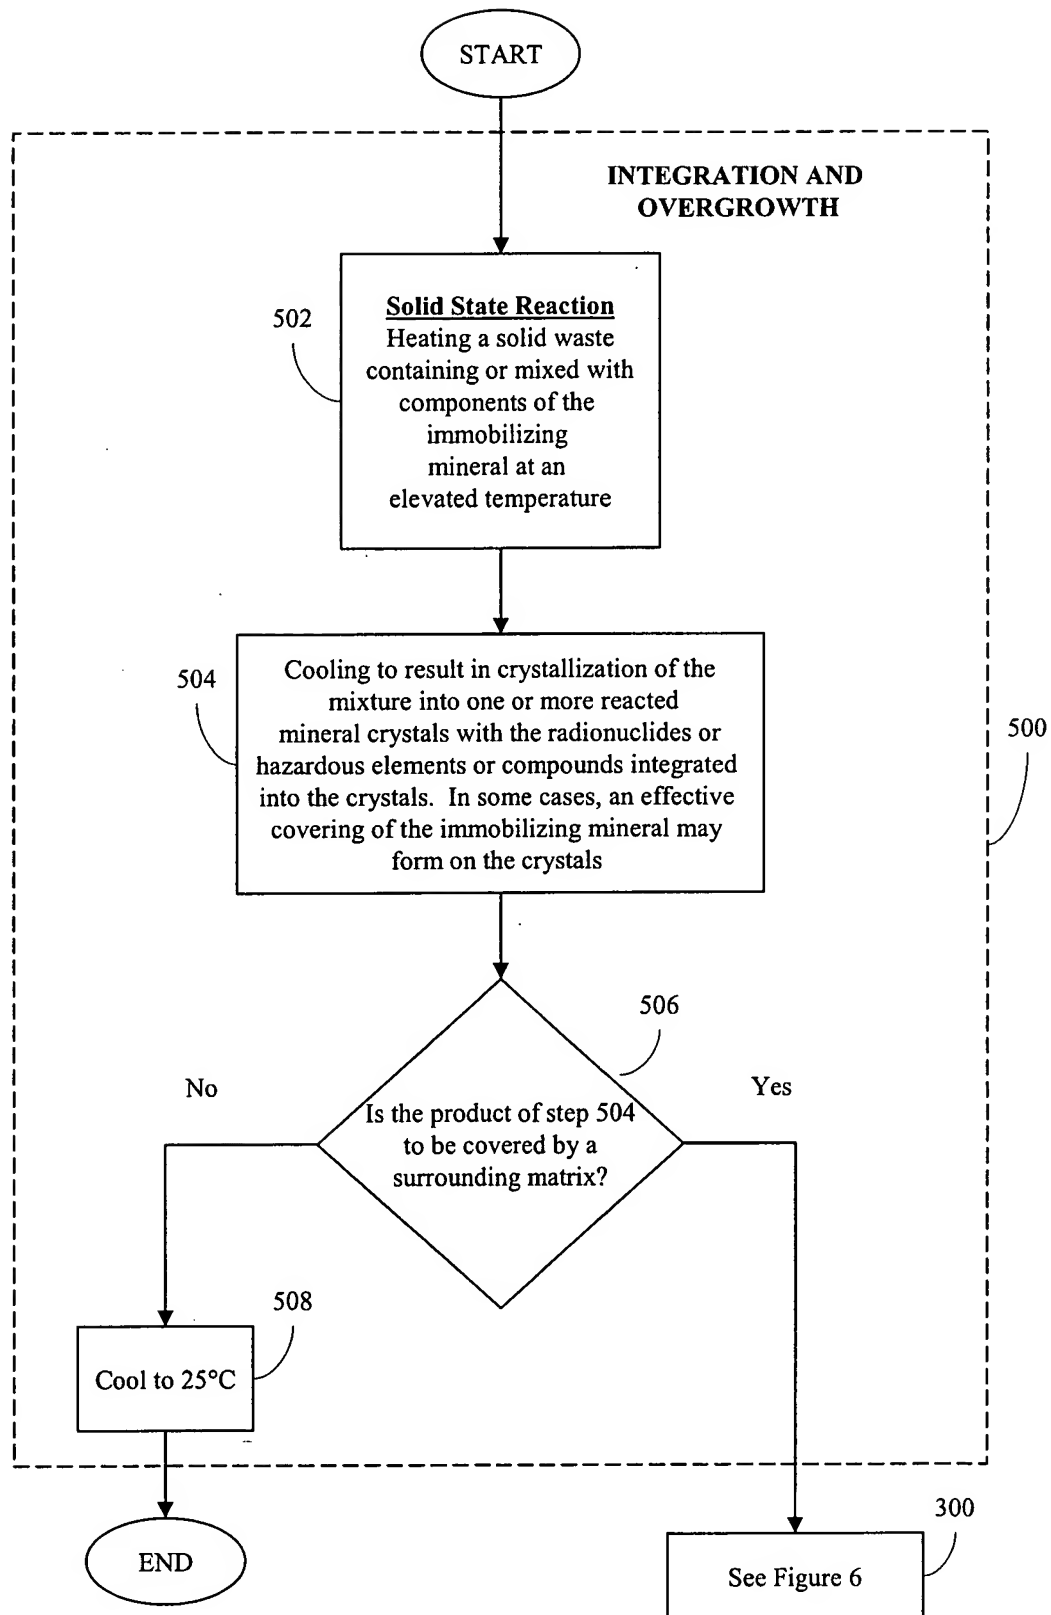 START
INTEGRATION AND
OVERGROWTH
502
Solid State Reaction
Heating a solid waste
containing or mixed with
components of the
immobilizing
mineral at an
elevated temperature
504
Cooling to result in crystallization of the
mixture into one or more reacted
mineral crystals with the radionuclides or
hazardous elements or compounds integrated
into the crystals. In some cases, an effective
covering of the immobilizing mineral may
form on the crystals
500
506
No
Yes
Is the product of step 504
to be covered by a
surrounding matrix?
508
Cool to 25°C
END
300
See Figure 6